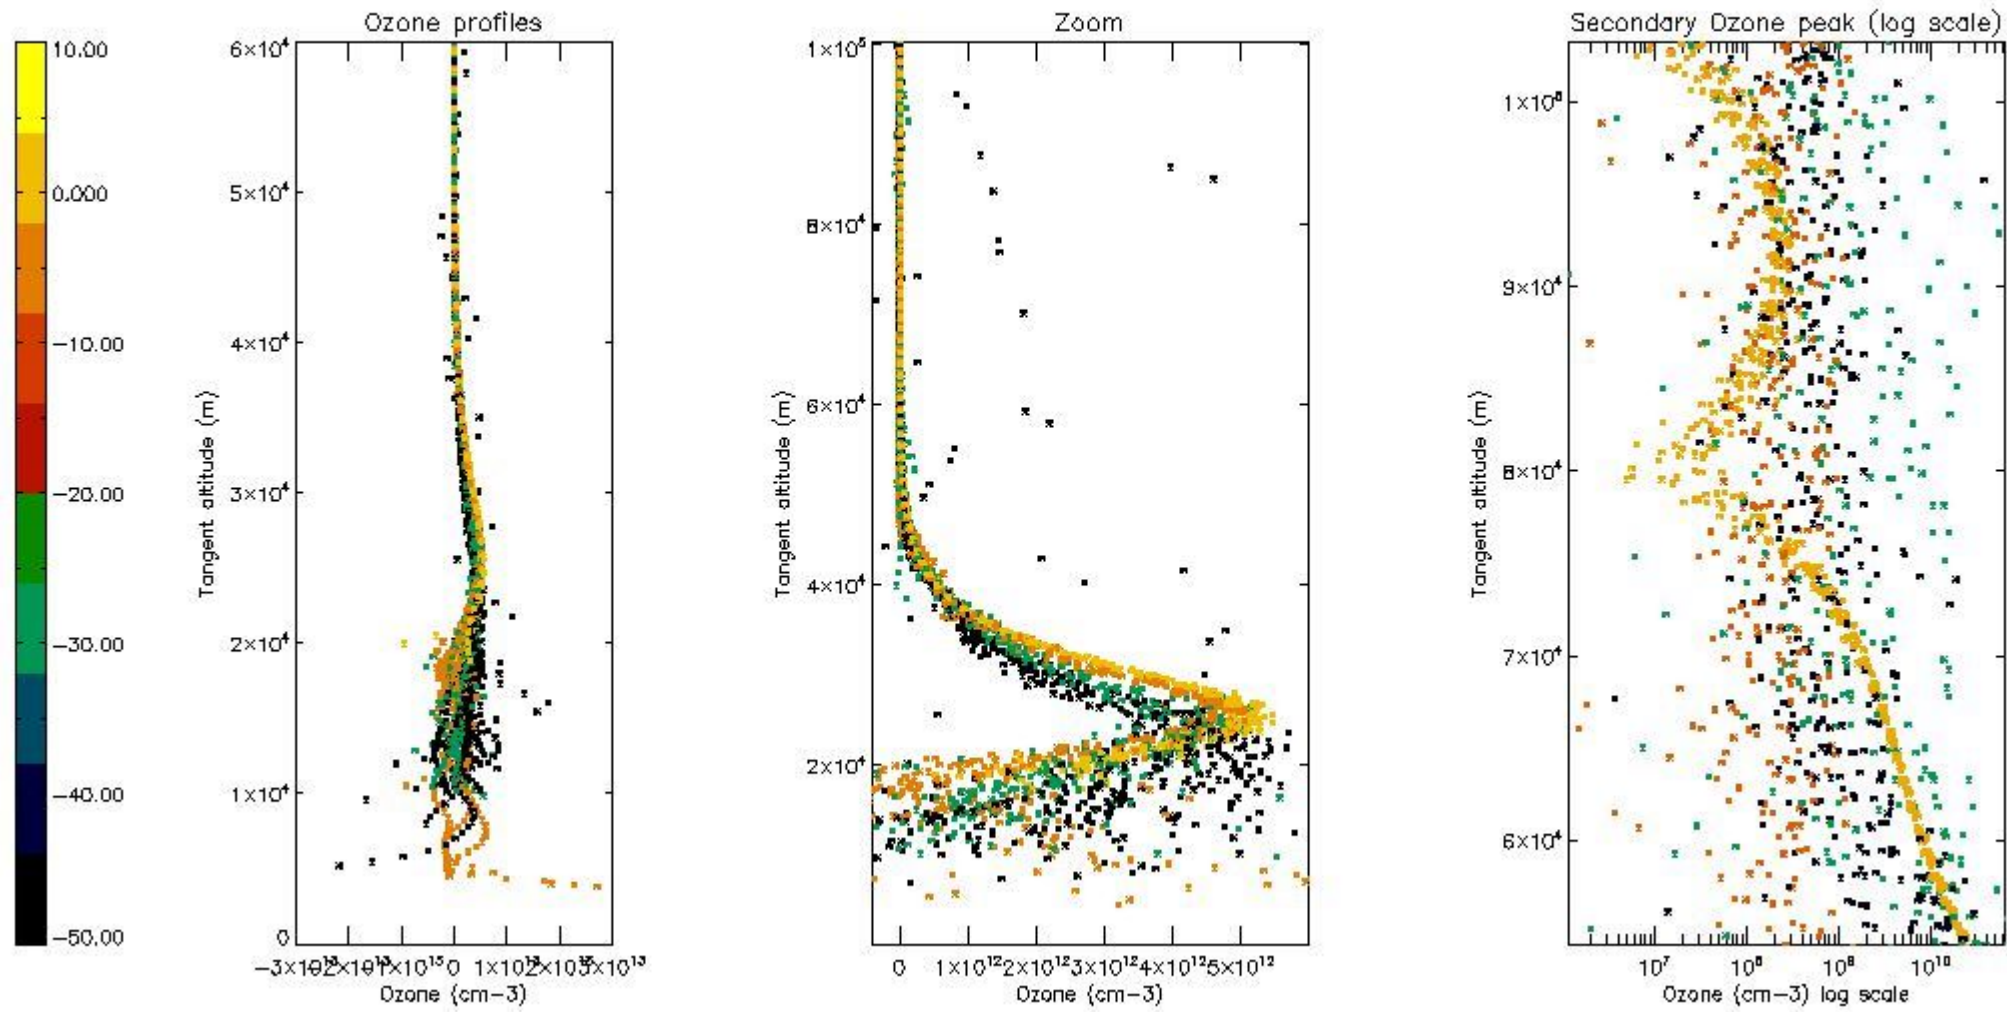 Ozone profiles
Zoom
Secondary Ozone peak (log scale)
10.00
0.000
−10.00
−20.00
−30.00
−40.00
−50.00
6×10⁴
5×10⁴
4×10⁴
3×10⁴
2×10⁴
1×10⁴
0
Tangent altitude (m)
0
Ozone (cm−3)
1×10⁵
8×10⁴
6×10⁴
4×10⁴
2×10⁴
Tangent altitude (m)
0 1×10¹² 2×10¹² 3×10¹² 4×10¹² 5×10¹²
Ozone (cm−3)
9×10⁴
8×10⁴
7×10⁴
6×10⁴
Tangent altitude (m)
10⁷ 10⁸ 10⁹ 10¹⁰
Ozone (cm−3) log scale